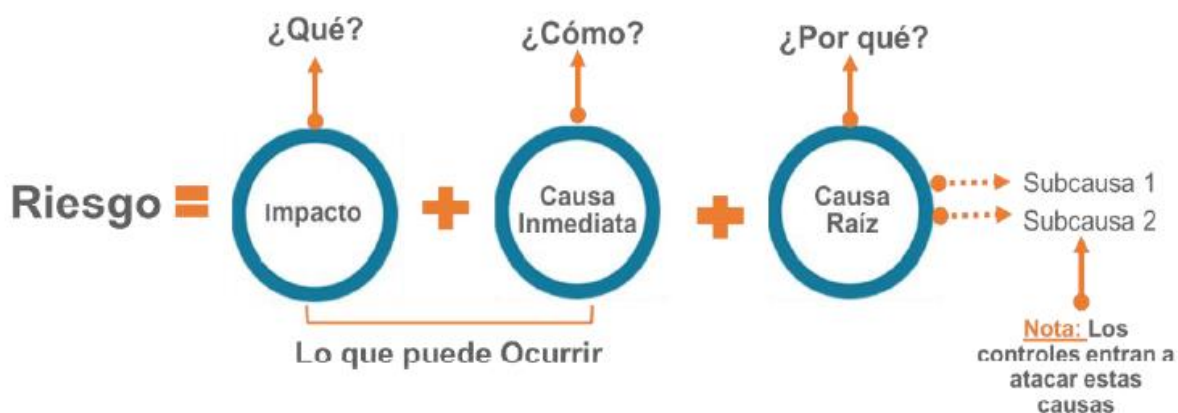 ¿Qué?
¿Cómo?
¿Por qué?
Riesgo =
Impacto
+
Causa
Inmediata
+
Causa
Raíz
Subcausa 1
Subcausa 2
Lo que puede Ocurrir
Nota: Los
controles entran a
atacar estas
causas